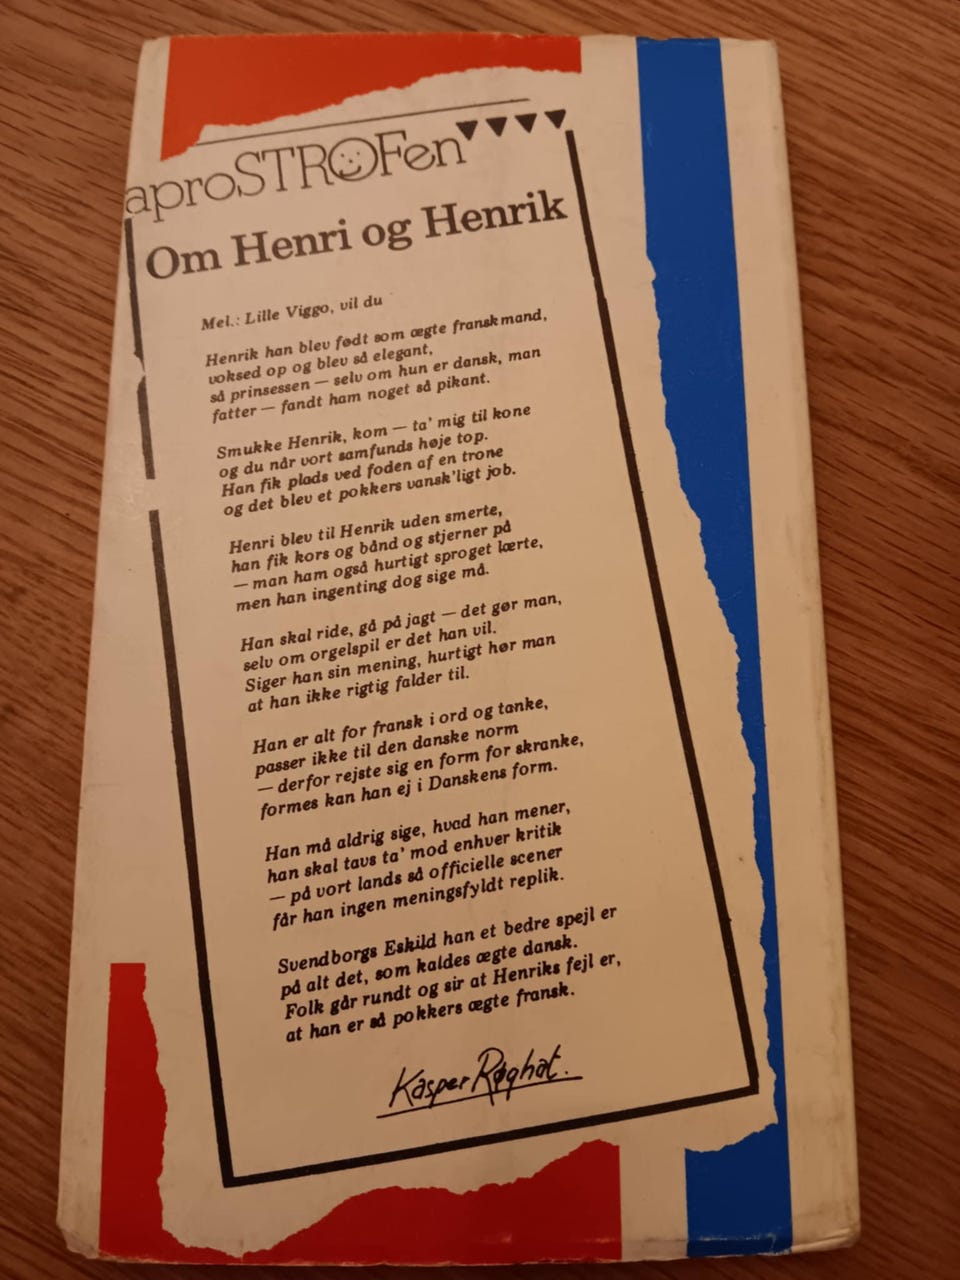 aproSTROFen
Om Henri og Henrik
Mel.: Lille Viggo, vil du
Henrik han blev født som ægte franskmand,
voksed op og blev så elegant,
så prinsessen — selv om hun er dansk, man
fatter — fandt ham noget så pikant.
Smukke Henrik, kom — ta' mig til kone
og du når vort samfunds høje top.
Han fik plads ved foden af en trone
og det blev et pokkers vansk'ligt job.
Henri blev til Henrik uden smerte,
han fik kors og bånd og stjerner på
— man ham også hurtigt sproget lærte,
men han ingenting dog sige må.
Han skal ride, gå på jagt — det gør man,
selv om orgelspil er det han vil.
Siger han sin mening, hurtigt hør man
at han ikke rigtig falder til.
Han er alt for fransk i ord og tanke,
passer ikke til den danske norm
— derfor rejste sig en form for skranke,
formes kan han ej i Danskens form.
Han må aldrig sige, hvad han mener,
han skal tavs ta' mod enhver kritik
— på vort lands så officielle scener
får han ingen meningsfyldt replik.
Svendborgs Eskild han et bedre spejl er
på alt det, som kaldes ægte dansk.
Folk går rundt og sir at Henriks fejl er,
at han er så pokkers ægte fransk.
Kasper Røghat.